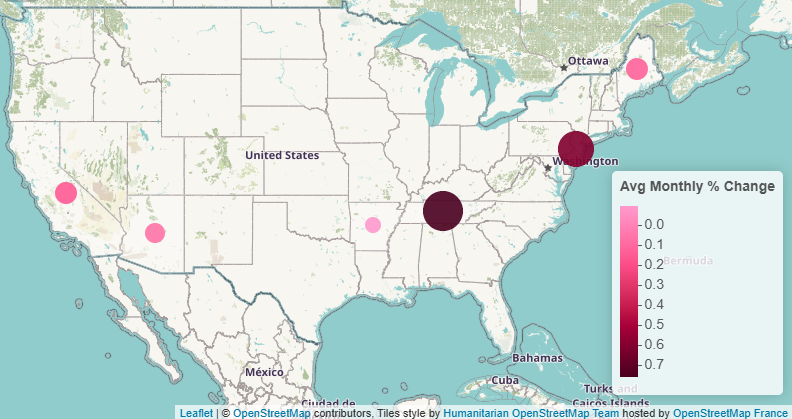 Ottawa
United States
Washington
Avg Monthly % Change
0.0
0.1
0.2
Bermuda
0.3
0.4
0.5
0.6
0.7
Bahamas
México
Cuba
Turks and
Caicos Islands
Ciudad de
Leaflet | © OpenStreetMap contributors, Tiles style by Humanitarian OpenStreetMap Team hosted by OpenStreetMap France